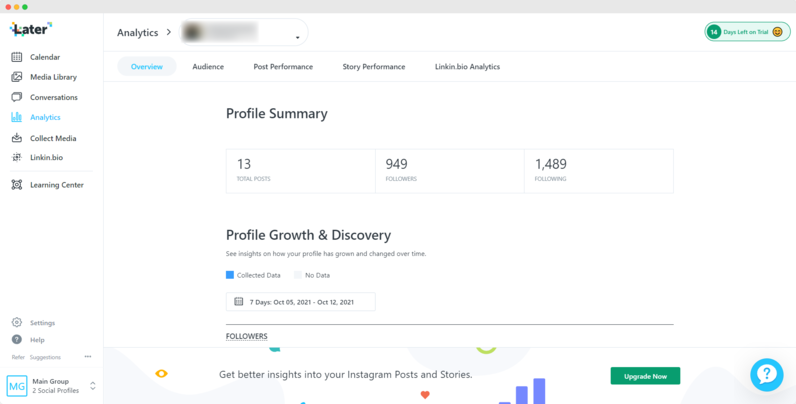 Later
Analytics
14 Days Left on Trial
Calendar
Media Library
Conversations
Analytics
Collect Media
Linkin.bio
Learning Center
Settings
? Help
Refer Suggestions
MG
Main Group
2 Social Profiles
Overview Audience Post Performance Story Performance Linkin.bio Analytics
Profile Summary
13 949 1,489
TOTAL POSTS FOLLOWERS FOLLOWING
Profile Growth & Discovery
See insights on how your profile has grown and changed over time.
Collected Data No Data
7 Days: Oct 05, 2021 - Oct 12, 2021
FOLLOWERS
Get better insights into your Instagram Posts and Stories.
Upgrade Now
?